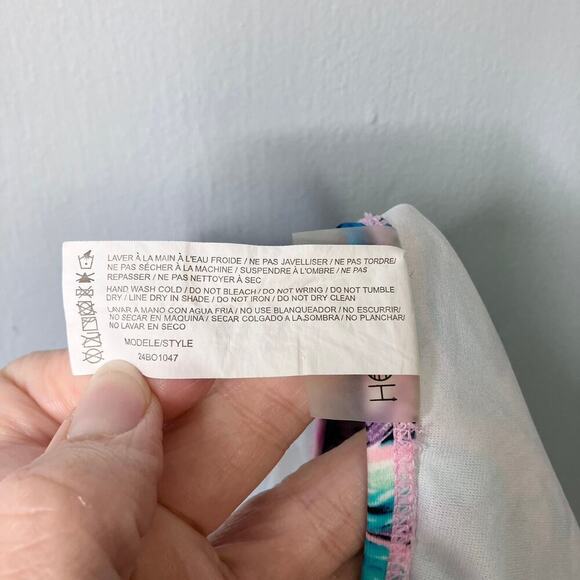 LAVER À LA MAIN À L'EAU FROIDE / NE PAS JAVELLISER / NE PAS TORDRE/
NE PAS SÉCHER À LA MACHINE / SUSPENDRE À L'OMBRE / NE PAS
REPASSER / NE PAS NETTOYER À SEC
HAND WASH COLD / DO NOT BLEACH / DO NOT WRING / DO NOT TUMBLE
DRY / LINE DRY IN SHADE / DO NOT IRON / DO NOT DRY CLEAN
LAVAR A MANO CON AGUA FRIA / NO USE BLANQUEADOR / NO ESCURRIR/
NO SECAR EN MAQUINA / SECAR COLGADO A LA SOMBRA / NO PLANCHAR/
NO LAVAR EN SECO
MODELE/STYLE
24BO1047